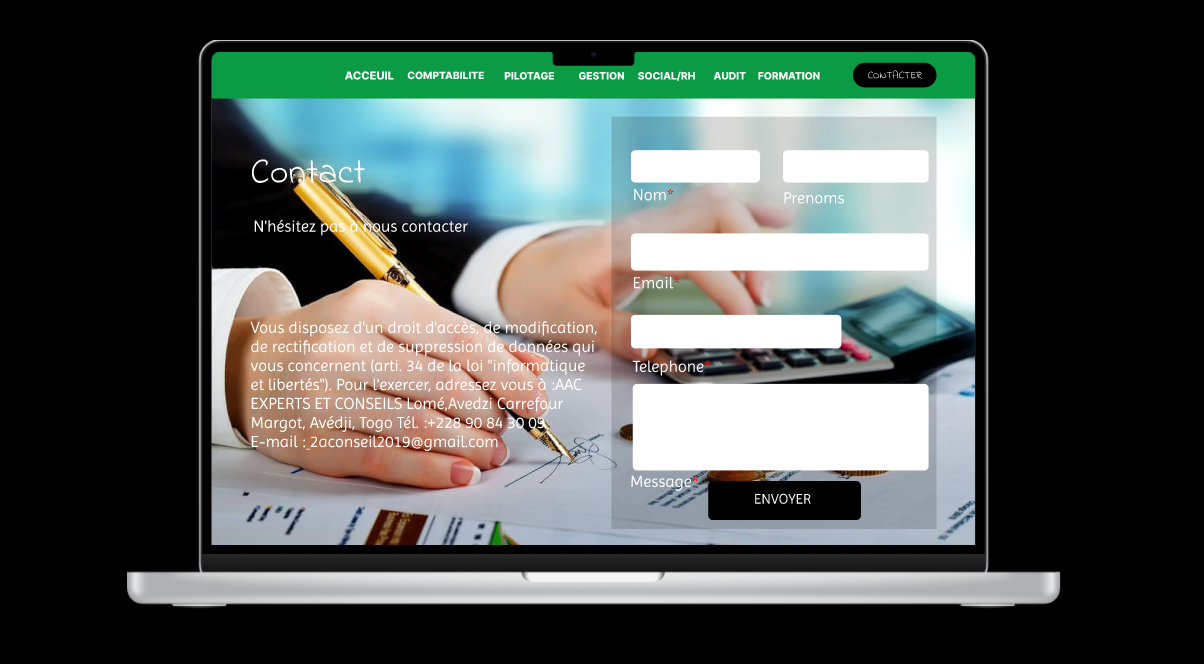 ACCEUIL COMPTABILITE PILOTAGE GESTION SOCIAL/RH AUDIT FORMATION CONTACTER
Contact
N'hésitez pas à nous contacter
Vous disposez d'un droit d'accès, de modification,
de rectification et de suppression de données qui
vous concernent (arti. 34 de la loi "informatique
et libertés"). Pour l'exercer, adressez vous à :AAC
EXPERTS ET CONSEILS Lomé,Avedzi Carrefour
Margot, Avédji, Togo Tél. :+228 90 84 30 09
E-mail : 2aconseil2019@gmail.com
Nom* Prenoms
Email*
Telephone*
Message*
ENVOYER